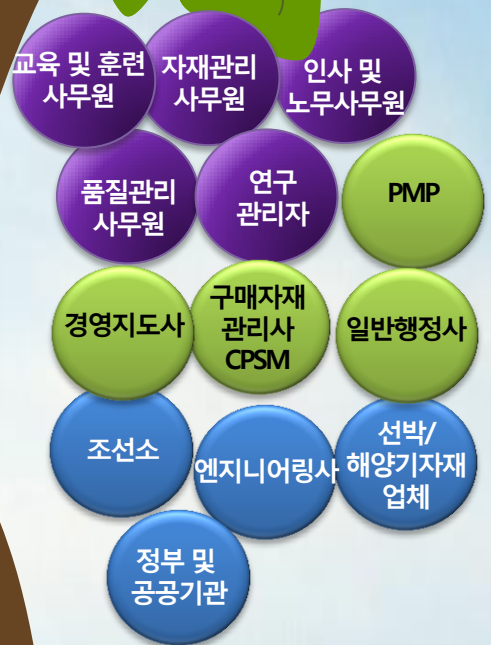 교육 및 훈련
사무원
자재관리
사무원
인사 및
노무사무원
품질관리
사무원
연구
관리자
PMP
경영지도사
구매자재
관리사
CPSM
일반행정사
조선소
엔지니어링사
선박/
해양기자재
업체
정부 및
공공기관